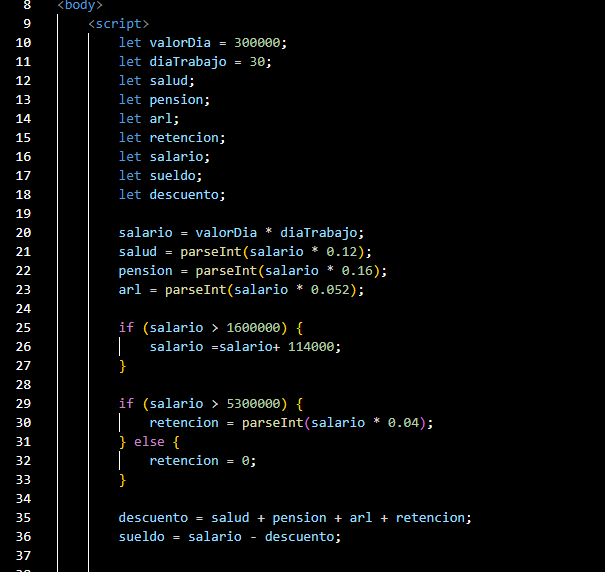 8 <body>
9 <script>
10 let valorDia = 300000;
11 let diaTrabajo = 30;
12 let salud;
13 let pension;
14 let arl;
15 let retencion;
16 let salario;
17 let sueldo;
18 let descuento;
19
20 salario = valorDia * diaTrabajo;
21 salud = parseInt(salario * 0.12);
22 pension = parseInt(salario * 0.16);
23 arl = parseInt(salario * 0.052);
24
25 if (salario > 1600000) {
26 salario =salario+ 114000;
27 }
28
29 if (salario > 5300000) {
30 retencion = parseInt(salario * 0.04);
31 } else {
32 retencion = 0;
33 }
34
35 descuento = salud + pension + arl + retencion;
36 sueldo = salario - descuento;
37